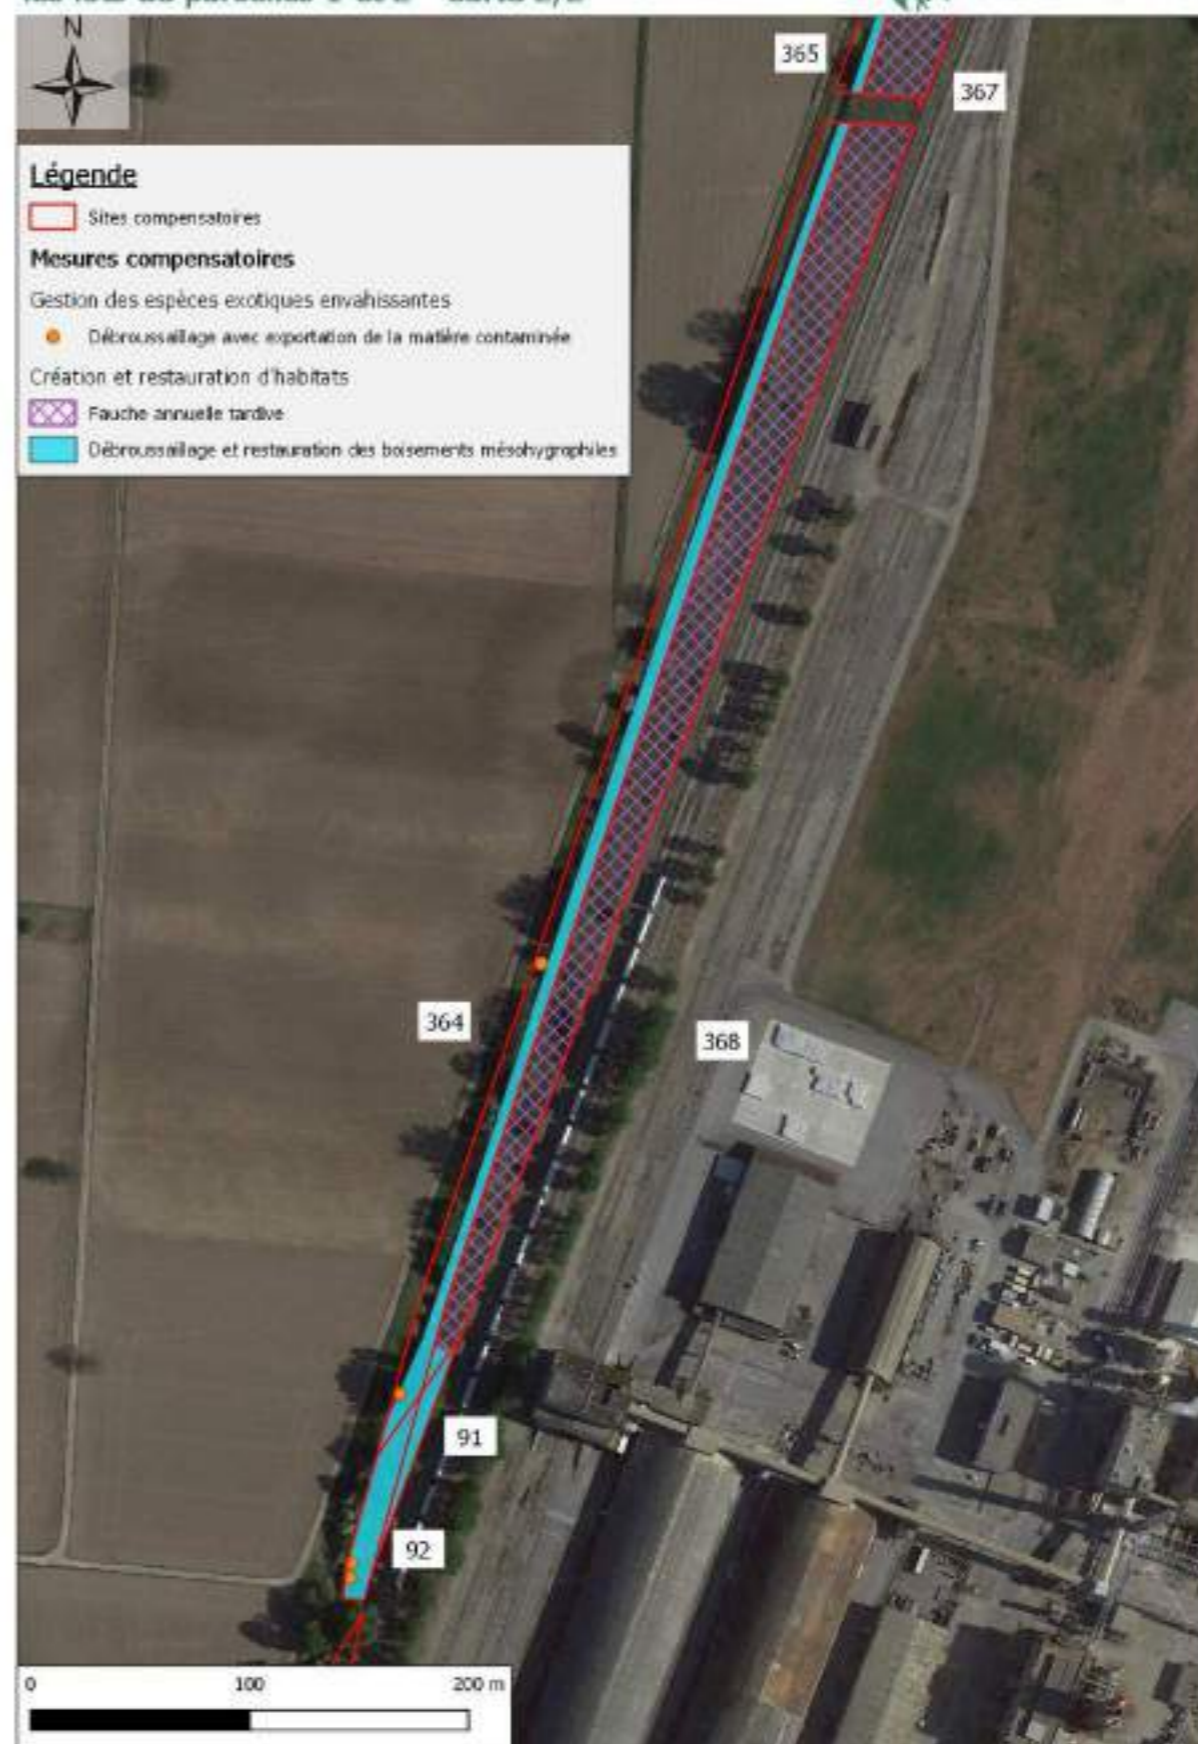 N
365
367
Légende
Sites compensatoires
Mesures compensatoires
Gestion des espèces exotiques envahissantes
Débroussaillage avec exportation de la matière contaminée
Création et restauration d'habitats
Fauche annuelle tardive
Débroussaillage et restauration des boisements mésohygrophiles
364
368
91
92
0 100 200 m